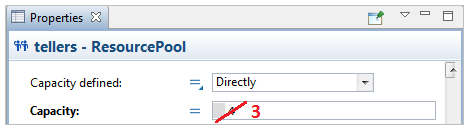 Properties
tellers - ResourcePool
Capacity defined: = Directly
Capacity: = 4 3